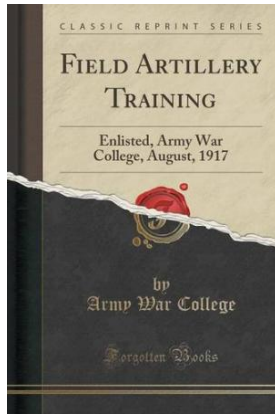 CLASSIC REPRINT SERIES
FIELD ARTILLERY
TRAINING
Enlisted, Army War
College, August, 1917
by
Army War College
Forgotten Books